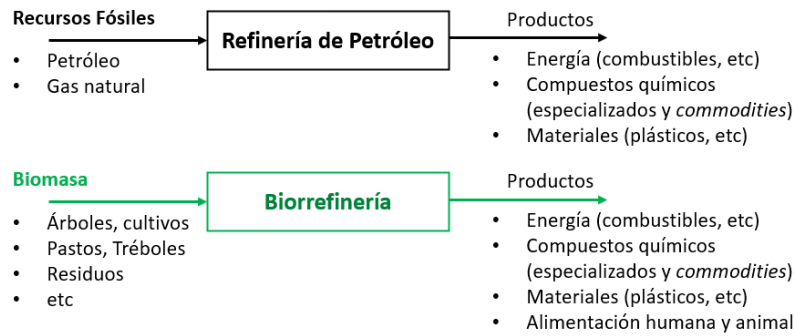 Recursos Fósiles
• Petróleo
• Gas natural
Refinería de Petróleo
Productos
• Energía (combustibles, etc)
• Compuestos químicos
(especializados y commodities)
• Materiales (plásticos, etc)
Biomasa
• Árboles, cultivos
• Pastos, Tréboles
• Residuos
• etc
Biorrefinería
Productos
• Energía (combustibles, etc)
• Compuestos químicos
(especializados y commodities)
• Materiales (plásticos, etc)
• Alimentación humana y animal